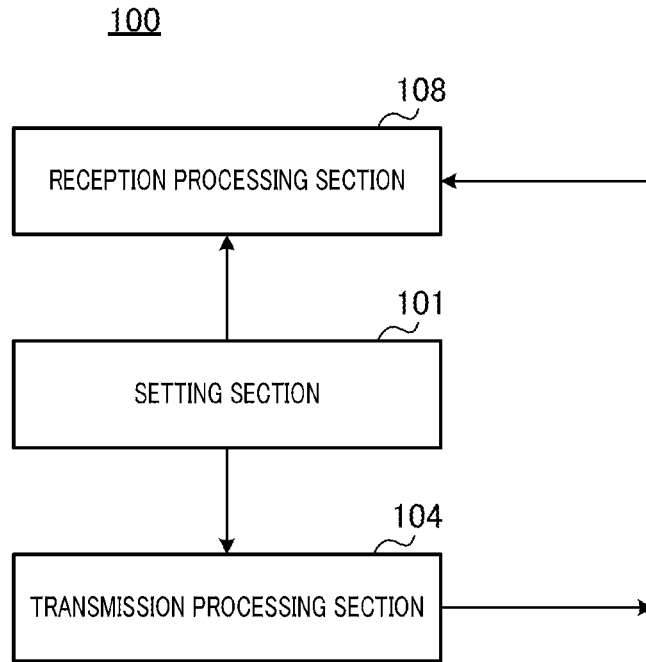 100
108
RECEPTION PROCESSING SECTION
101
SETTING SECTION
104
TRANSMISSION PROCESSING SECTION